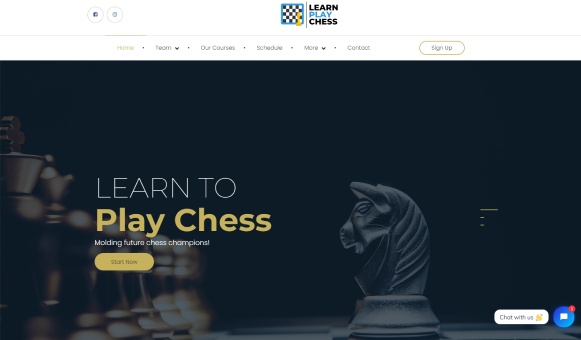 LEARN
PLAY
CHESS
Home
Team
Our Courses
Schedule
More
Contact
Sign Up
LEARN TO
Play Chess
Molding future chess champions!
Start Now
Chat with us